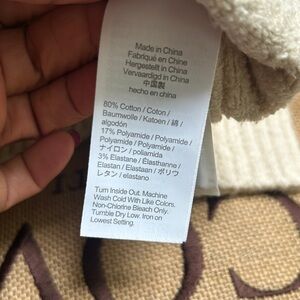 Made in China
Fabriqué en Chine
Hergestellt in China
Vervaardigd in China
中国製
hecho en china
80% Cotton / Coton /
Baumwolle / Katoen / 綿 /
algodón
17% Polyamide / Polyamide /
Polyamide / Polyamide /
ナイロン / poliamida
3% Elastane / Élasthanne /
Elastan / Elastaan / ポリウ
レタン / elastano
Turn Inside Out. Machine
Wash Cold With Like Colors.
Non-Chlorine Bleach Only.
Tumble Dry Low. Iron on
Lowest Setting.